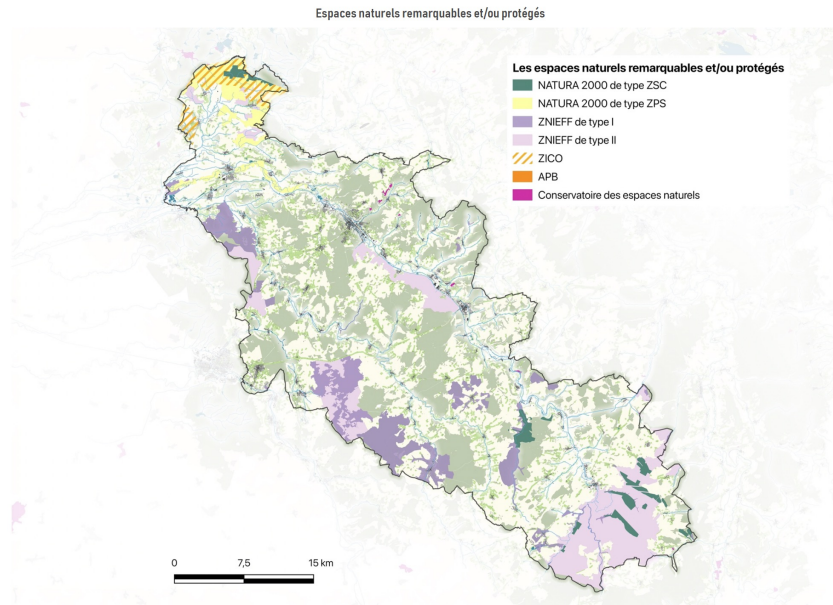 Espaces naturels remarquables et/ou protégés
Les espaces naturels remarquables et/ou protégés
NATURA 2000 de type ZSC
NATURA 2000 de type ZPS
ZNIEFF de type I
ZNIEFF de type II
ZICO
APB
Conservatoire des espaces naturels
0 7,5 15 km